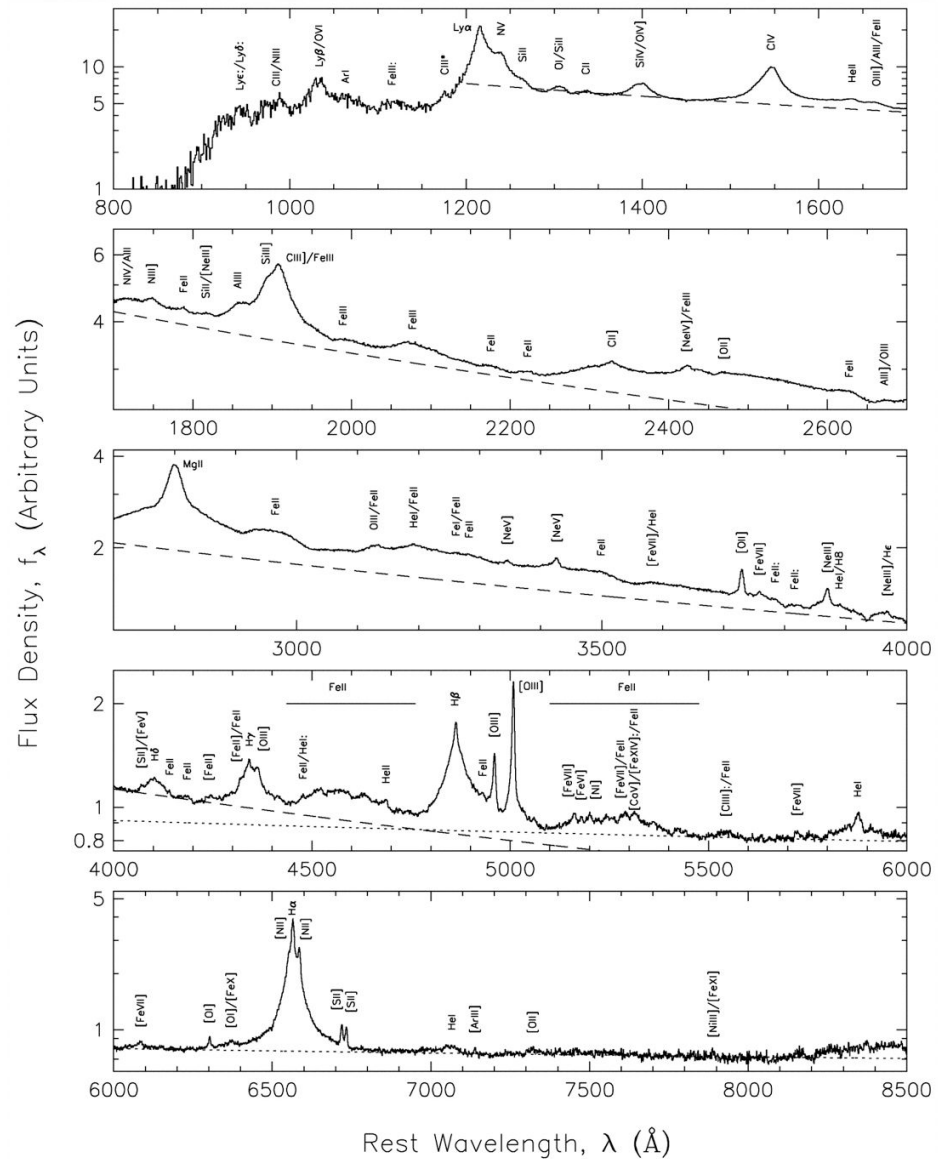 Flux Density, fλ (Arbitrary Units)
Lyε:/Lyδ:
CIII/NIII
Lyβ/OVI
ArI
FeIII:
CIII*
Lyα
NV
SiII
OI/SiII
CII
SiIV/OIV]
CIV
HeII
OIII]/AlII/FeII
10
5
1
800 1000 1200 1400 1600
NIV/AlII
NIII]
FeII
SiII/[NeIII]
AlIII
SiIII]
CIII]/FeIII
FeIII
FeIII
FeII
FeII
CII]
[NeIV]/FeIII
[OII]
FeII
AlII]/OIII
6
4
1800 2000 2200 2400 2600
MgII
FeII
OIII/FeII
HeI/FeII
FeI/FeII
FeII
[NeV]
[NeV]
FeII
[FeVII]/HeI
[OII]
[FeVII]
FeII:
FeII:
[NeIII]
HeI/H8
[NeIII]/Hε
4
2
3000 3500 4000
[SII]/[FeV]
Hδ
FeII
FeII
[FeII]
[FeII]/FeII
Hγ
[OIII]
FeII
FeII/HeI:
HeII
Hβ
FeII
[OIII]
[OIII]
FeII
[FeVII]
[FeVI]
[NI]
[FeVII]/FeII
[CaV]/[FeXIV]:/FeII
[ClIII]:/FeII
[FeVII]
HeI
2
1
0.8
4000 4500 5000 5500 6000
[FeVII]
[OI]
[OI]/[FeX]
[NII]
Hα
[NII]
[SII]
[SII]
HeI
[ArIII]
[OII]
[NiIII]/[FeXI]
5
1
6000 6500 7000 7500 8000 8500
Rest Wavelength, λ (Å)